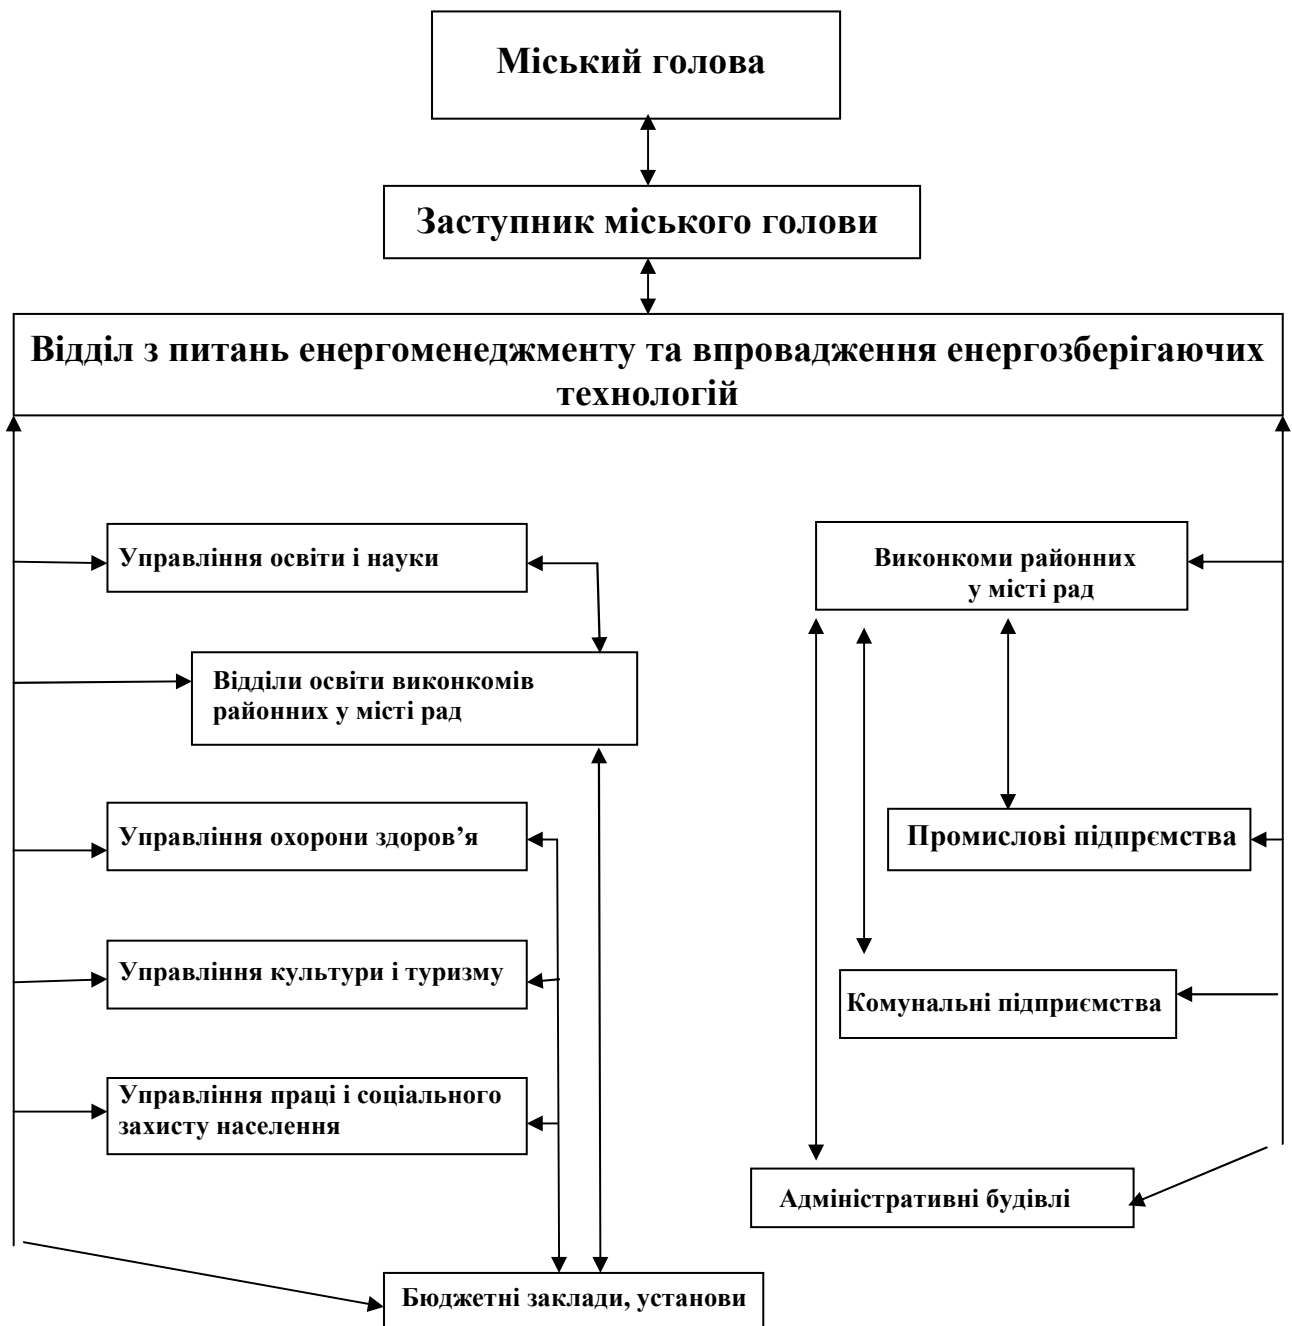 Міський голова
Заступник міського голови
Відділ з питань енергоменеджменту та впровадження енергозберігаючих
технологій
Управління освіти і науки
Відділи освіти виконкомів
районних у місті рад
Управління охорони здоров’я
Управління культури і туризму
Управління праці і соціального
захисту населення
Бюджетні заклади, установи
Виконкоми районних
у місті рад
Промислові підпрємства
Комунальні підприємства
Адміністративні будівлі